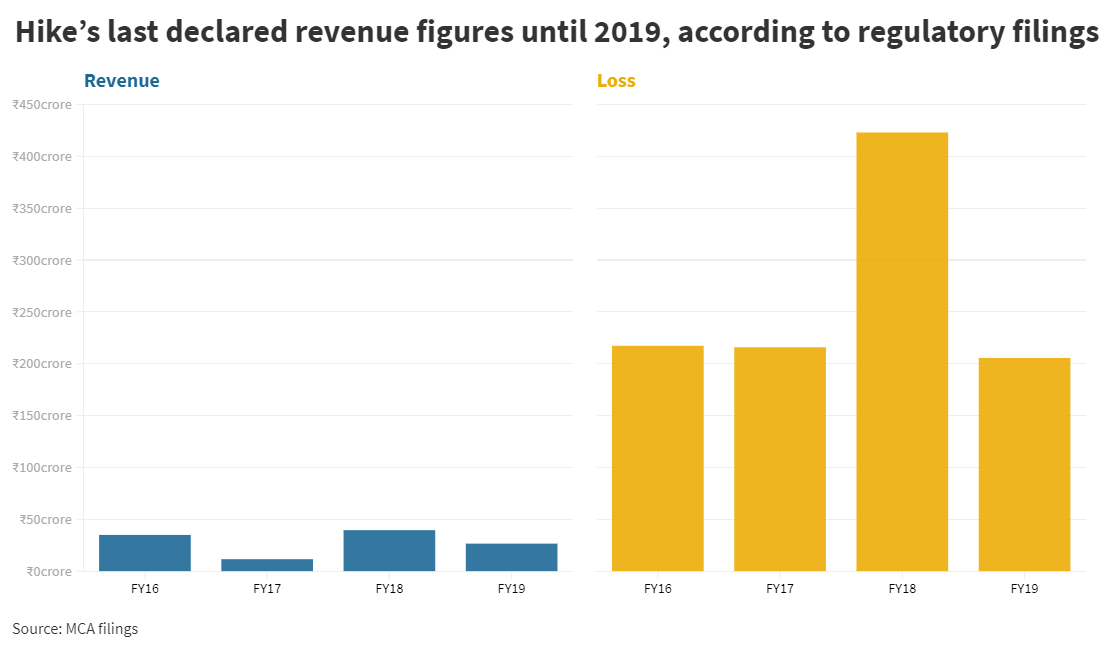 Hike’s last declared revenue figures until 2019, according to regulatory filings
Revenue
Loss
₹450crore
₹400crore
₹350crore
₹300crore
₹250crore
₹200crore
₹150crore
₹100crore
₹50crore
₹0crore
FY16 FY17 FY18 FY19
FY16 FY17 FY18 FY19
Source: MCA filings